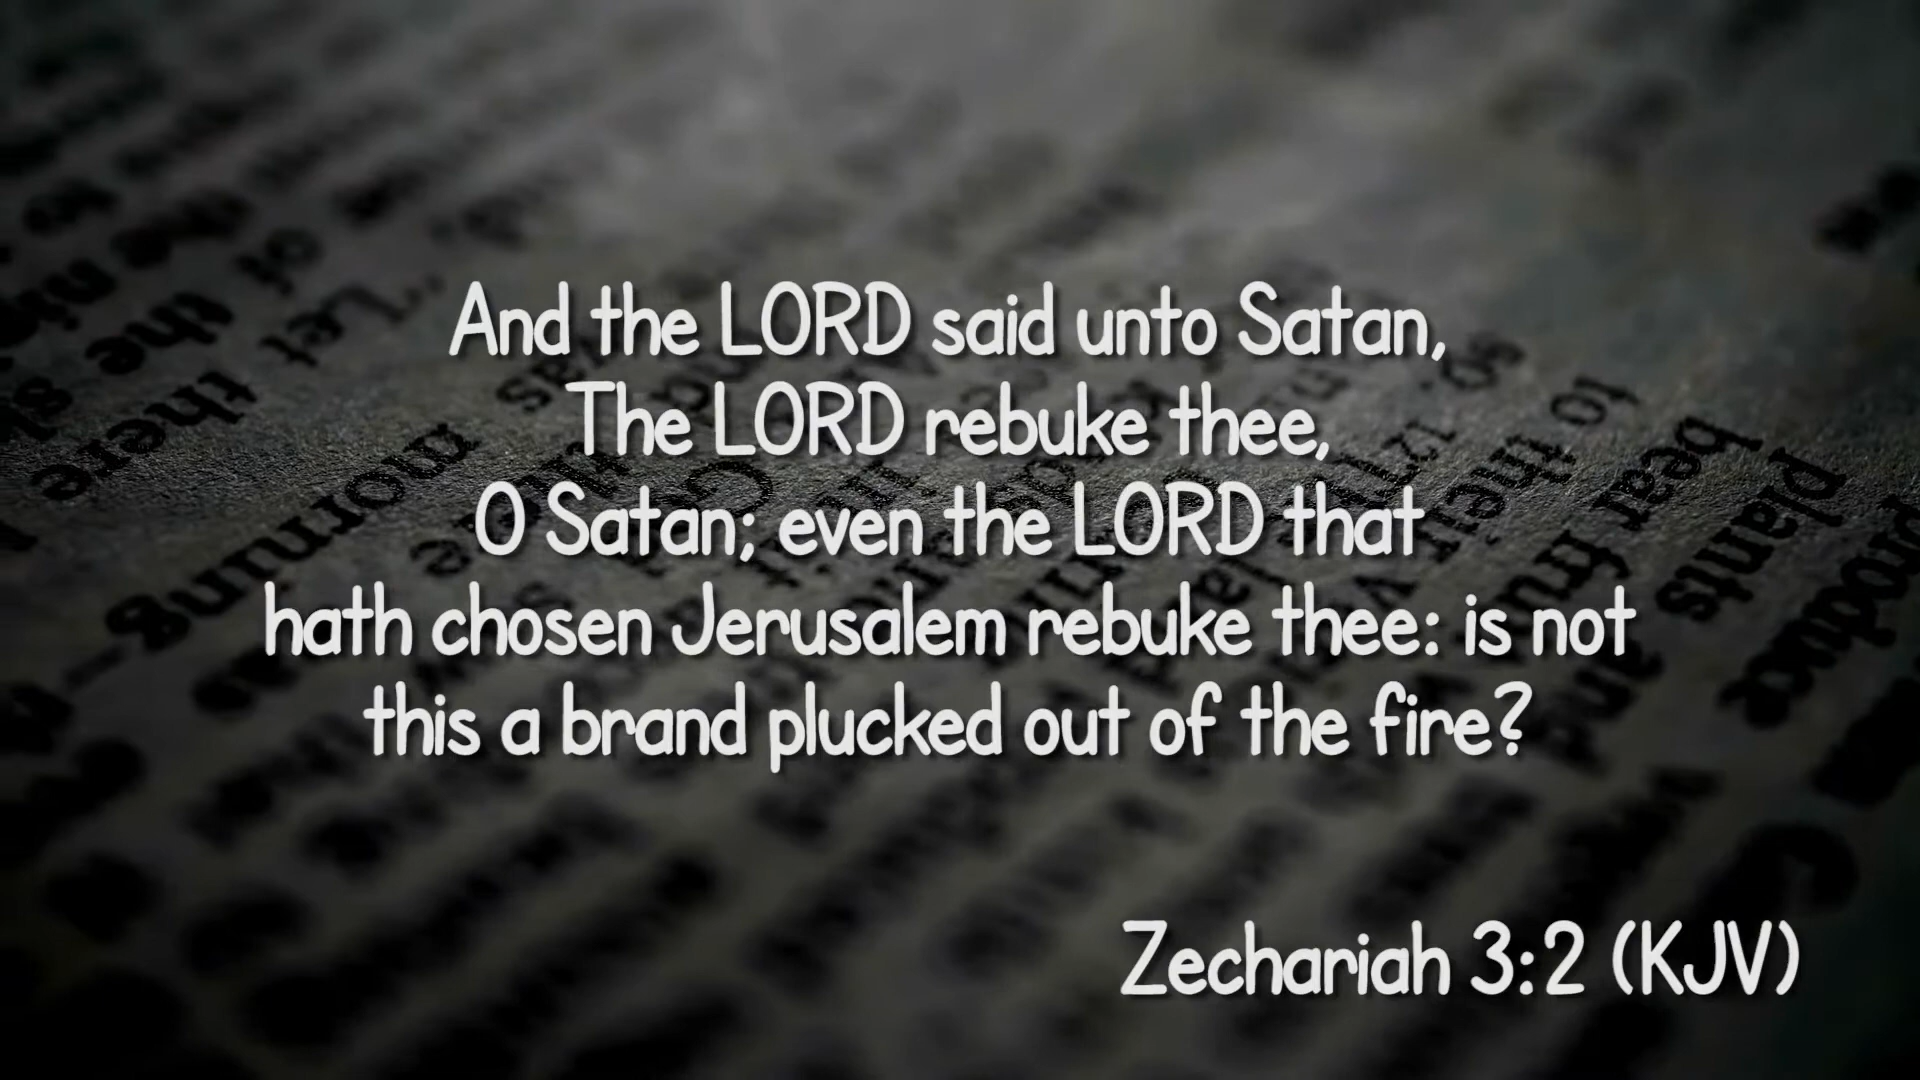 And the LORD said unto Satan,
The LORD rebuke thee,
O Satan; even the LORD that
hath chosen Jerusalem rebuke thee: is not
this a brand plucked out of the fire?
Zechariah 3:2 (KJV)